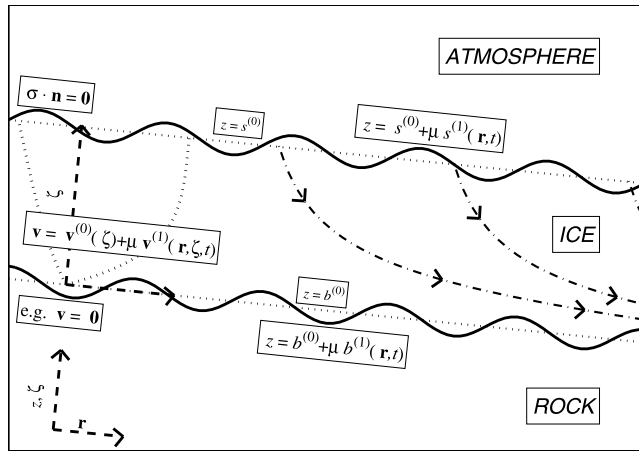 ATMOSPHERE
σ · n = 0
z = s⁽⁰⁾
z = s⁽⁰⁾+μ s⁽¹⁾( r,t)
ζ
v = v⁽⁰⁾( ζ)+μ v⁽¹⁾( r,ζ,t)
ICE
z = b⁽⁰⁾
e.g. v = 0
z = b⁽⁰⁾+μ b⁽¹⁾( r,t)
z, ζ
r
ROCK